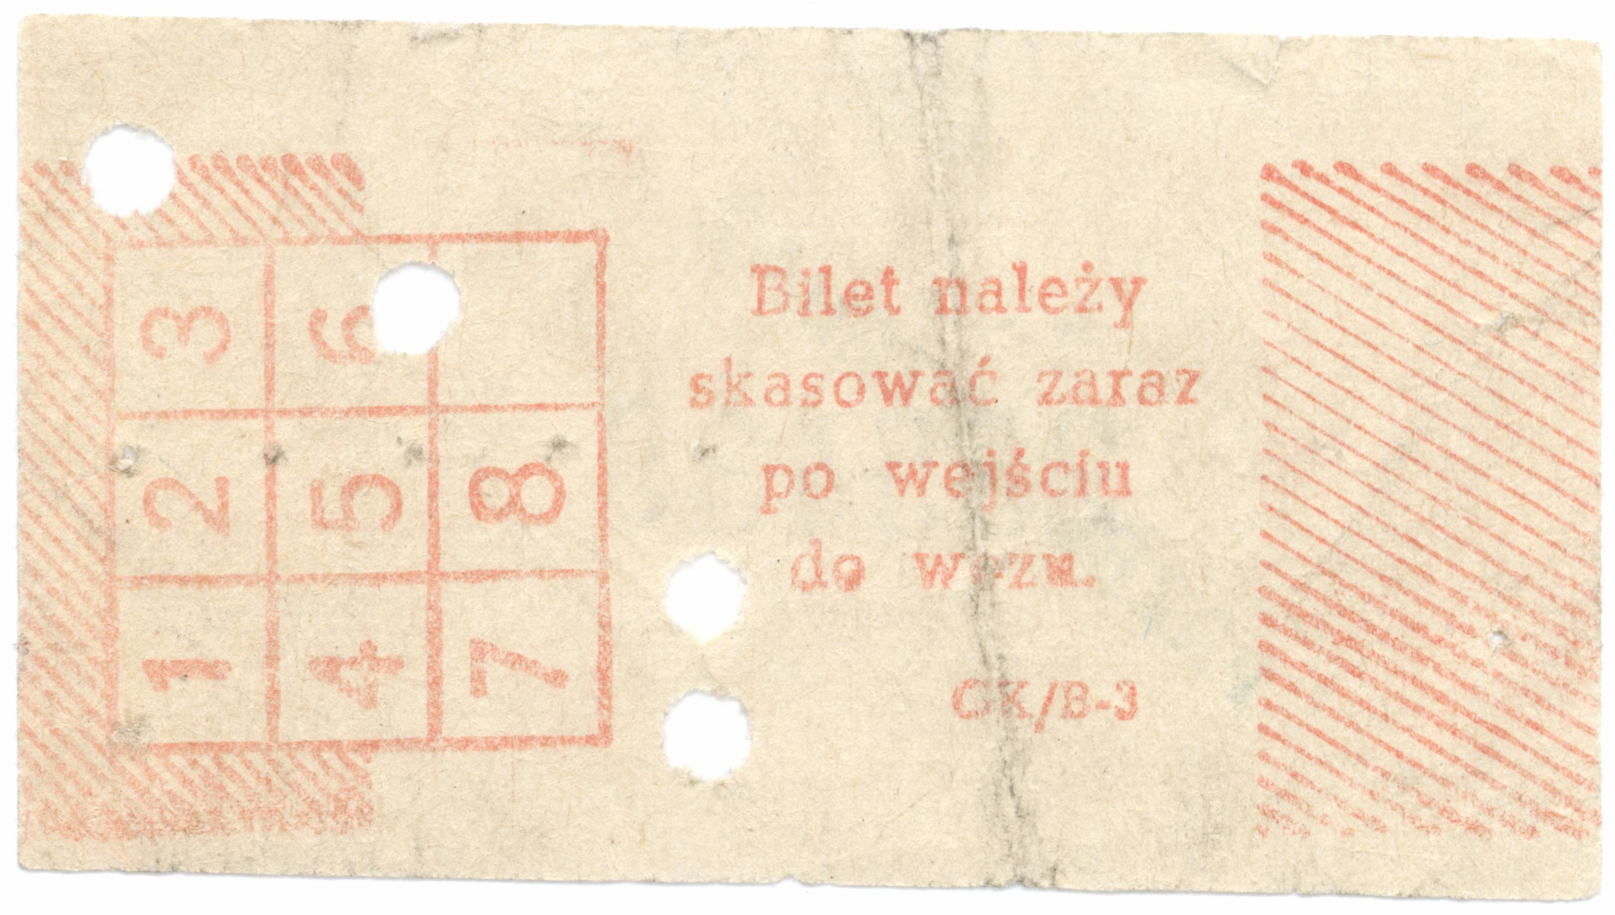 3 6
2 5 8
1 4 7
Bilet należy
skasować zaraz
po wejściu
do wozu.
GK/B-3